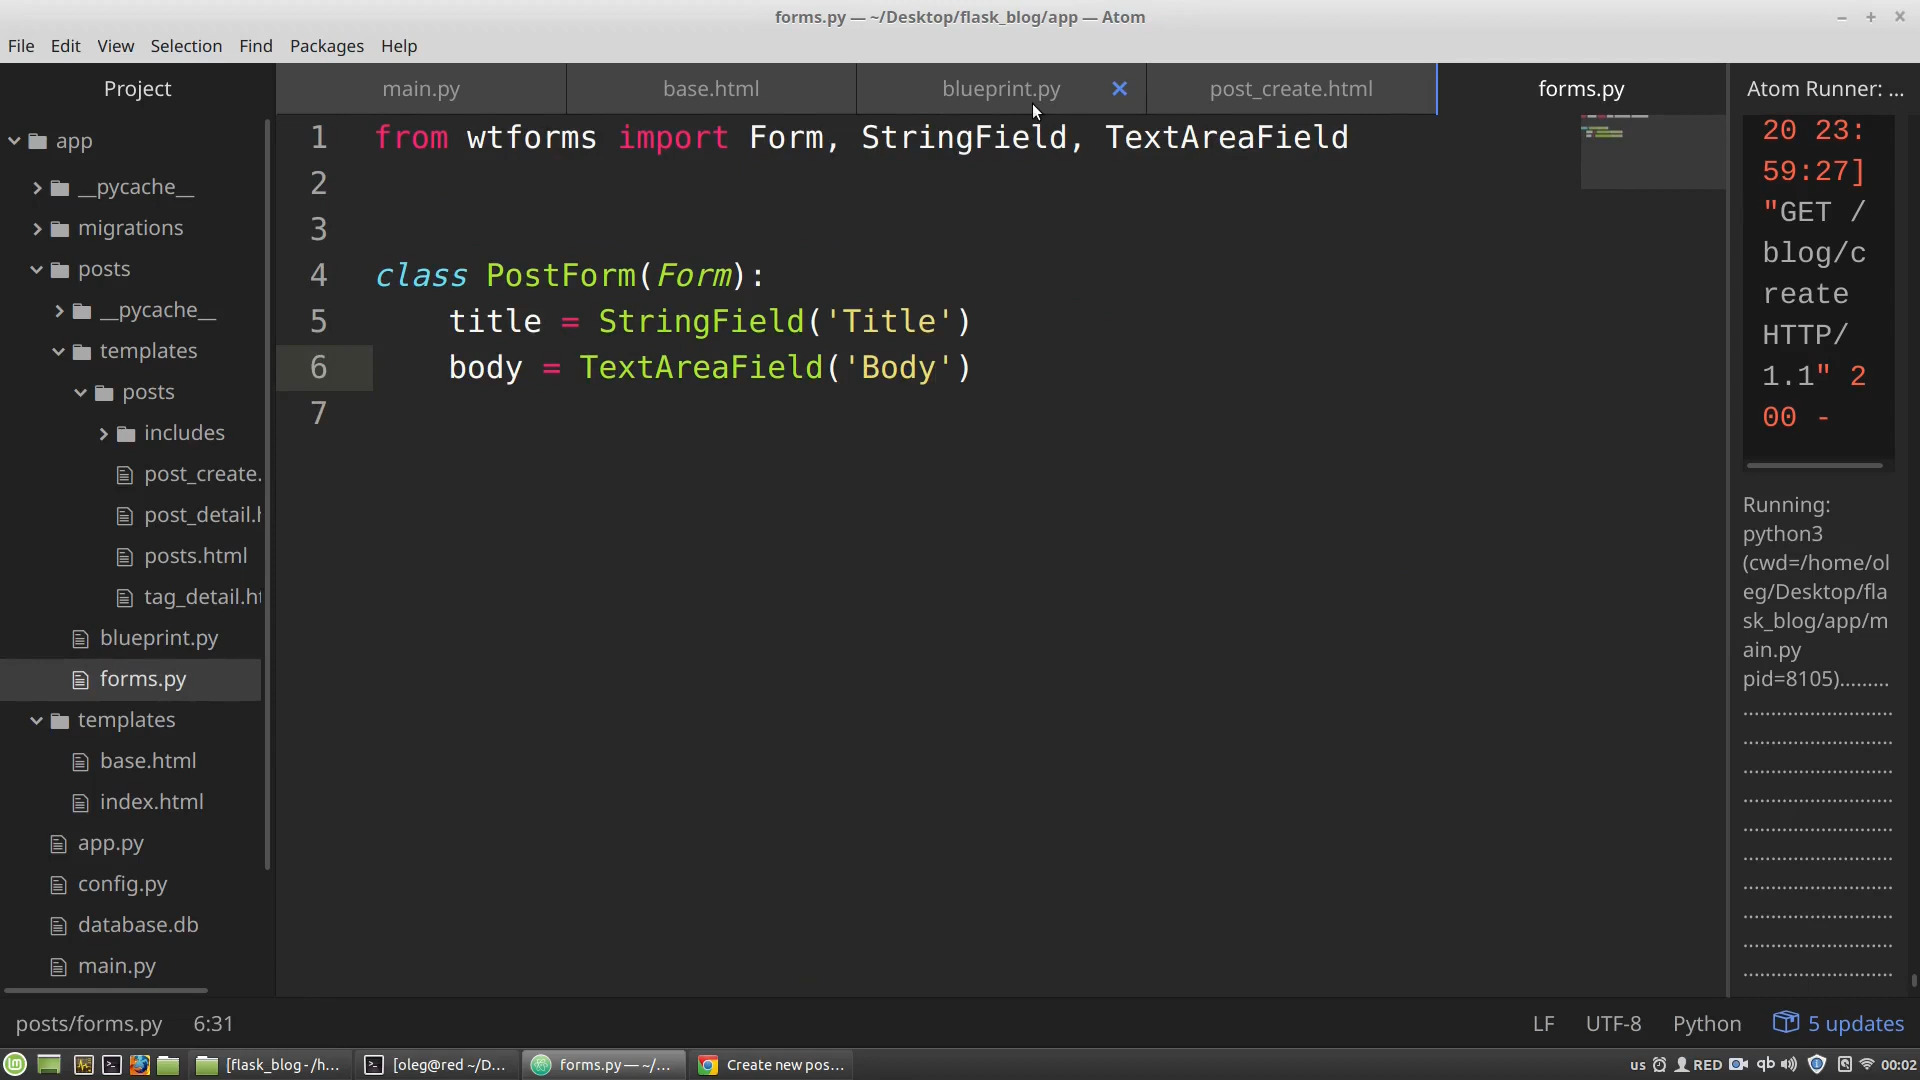 forms.py — ~/Desktop/flask_blog/app — Atom
File Edit View Selection Find Packages Help
Project
app
__pycache__
migrations
posts
__pycache__
templates
posts
includes
post_create.
post_detail.h
posts.html
tag_detail.ht
blueprint.py
forms.py
templates
base.html
index.html
app.py
config.py
database.db
main.py
main.py base.html blueprint.py post_create.html forms.py
1 from wtforms import Form, StringField, TextAreaField
2
3
4 class PostForm(Form):
5 title = StringField('Title')
6 body = TextAreaField('Body')
7
Atom Runner: ...
20 23:
59:27]
"GET /
blog/c
reate
HTTP/
1.1" 2
00 -
Running:
python3
(cwd=/home/ol
eg/Desktop/fla
sk_blog/app/m
ain.py
pid=8105).........
..........................
..........................
..........................
..........................
..........................
..........................
..........................
..........................
..........................
..........................
posts/forms.py 6:31 LF UTF-8 Python 5 updates
[flask_blog - /h... [oleg@red ~/D... forms.py — ~/... Create new pos... us RED qb 00:02